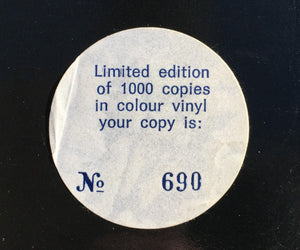 Limited edition
of 1000 copies
in colour vinyl
your copy is:
No 690